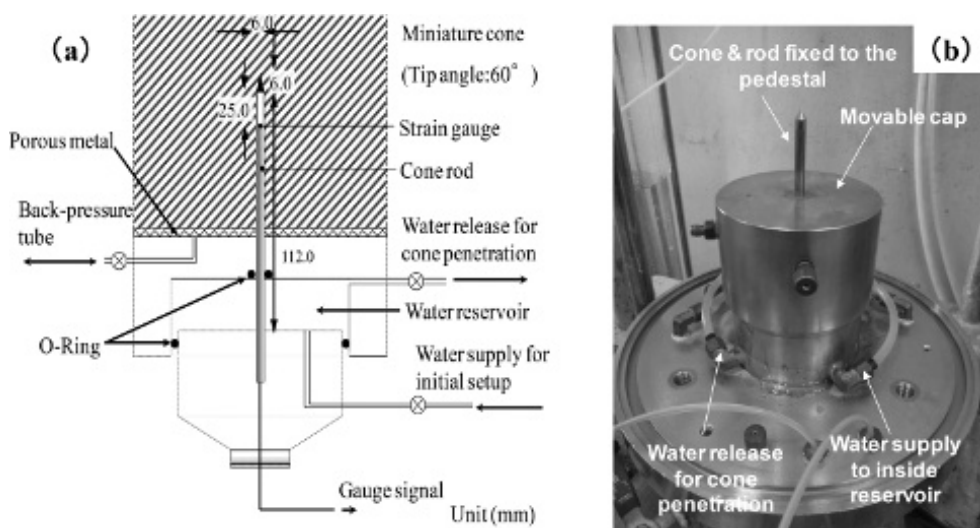 (a)
6.0
Miniature cone
(Tip angle:60°)
6.0
25.0
Strain gauge
Porous metal
Cone rod
Back-pressure
tube
Water release for
cone penetration
112.0
Water reservoir
O-Ring
Water supply for
initial setup
Gauge signal
Unit (mm)
(b)
Cone & rod fixed to the
pedestal
Movable cap
Water release
for cone
penetration
Water supply
to inside
reservoir